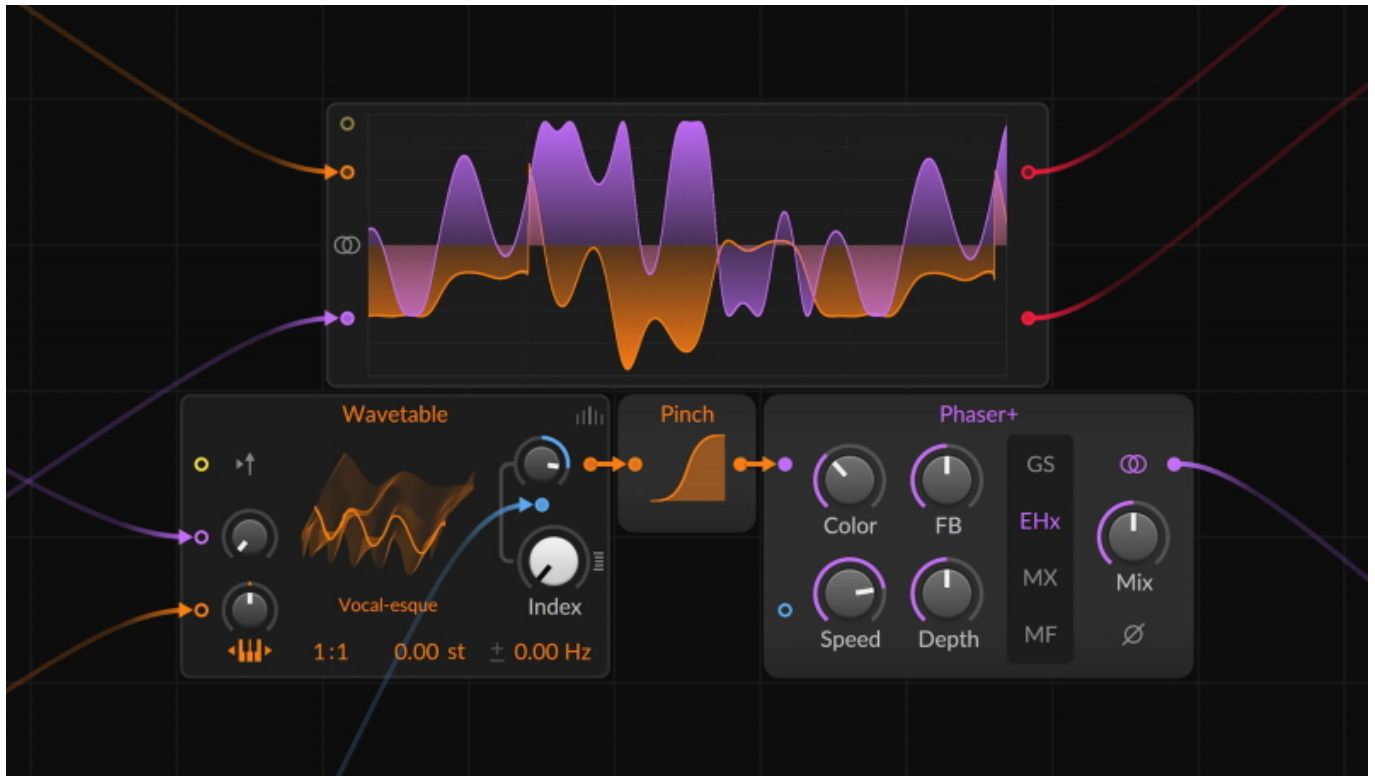 Wavetable
Vocal-esque
Index
1:1 0.00 st ± 0.00 Hz
Pinch
Phaser+
Color FB
Speed Depth
GS
EHx
MX
MF
Mix